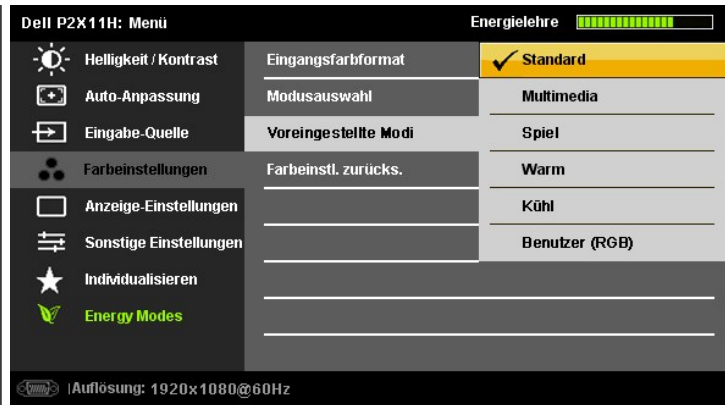 Dell P2X11H: Menü
Energielehre
Helligkeit / Kontrast
Auto-Anpassung
Eingabe-Quelle
Farbeinstellungen
Anzeige-Einstellungen
Sonstige Einstellungen
Individualisieren
Energy Modes
Eingangsfarbformat
Modusauswahl
Voreingestellte Modi
Farbeinstl. zurücks.
Standard
Multimedia
Spiel
Warm
Kühl
Benutzer (RGB)
|Auflösung: 1920x1080@60Hz